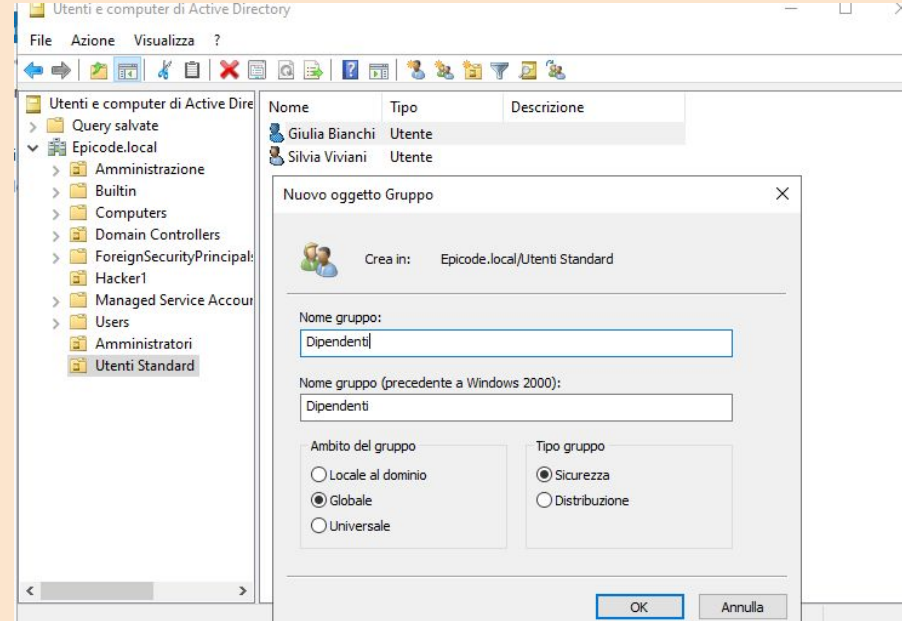 Utenti e computer di Active Directory
File Azione Visualizza ?
Utenti e computer di Active Dire
Query salvate
Epicode.local
Amministrazione
Builtin
Computers
Domain Controllers
ForeignSecurityPrincipals
Hacker1
Managed Service Accour
Users
Amministratori
Utenti Standard
Nome Tipo Descrizione
Giulia Bianchi Utente
Silvia Viviani Utente
Nuovo oggetto Gruppo
Crea in: Epicode.local/Utenti Standard
Nome gruppo:
Dipendenti
Nome gruppo (precedente a Windows 2000):
Dipendenti
Ambito del gruppo
Locale al dominio
Globale
Universale
Tipo gruppo
Sicurezza
Distribuzione
OK Annulla